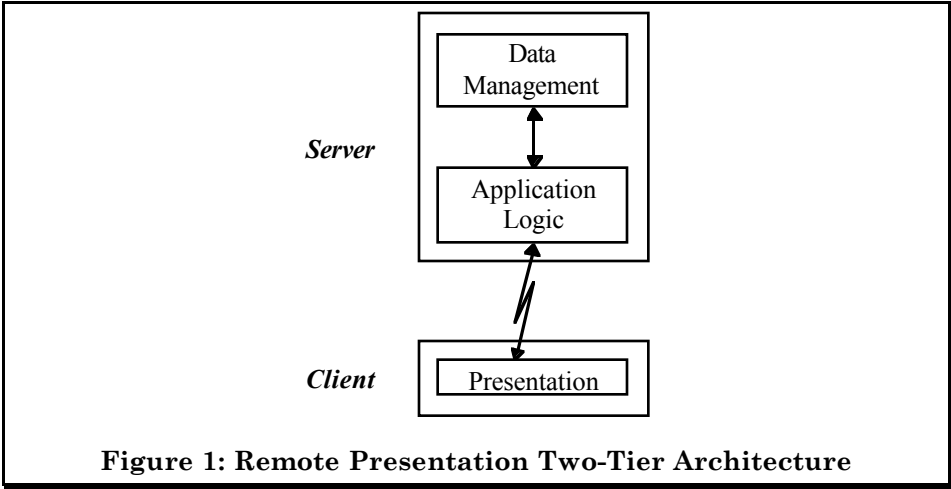 Data
Management
Server
Application
Logic
Client
Presentation
Figure 1: Remote Presentation Two-Tier Architecture